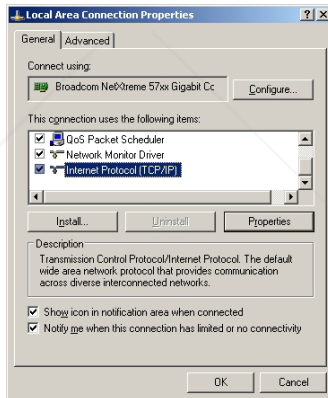 Local Area Connection Properties
General
Advanced
Connect using:
Broadcom NetXtreme 57xx Gigabit Cc
Configure...
This connection uses the following items:
QoS Packet Scheduler
Network Monitor Driver
Internet Protocol (TCP/IP)
Install...
Uninstall
Properties
Description
Transmission Control Protocol/Internet Protocol. The default
wide area network protocol that provides communication
across diverse interconnected networks.
Show icon in notification area when connected
Notify me when this connection has limited or no connectivity
OK
Cancel